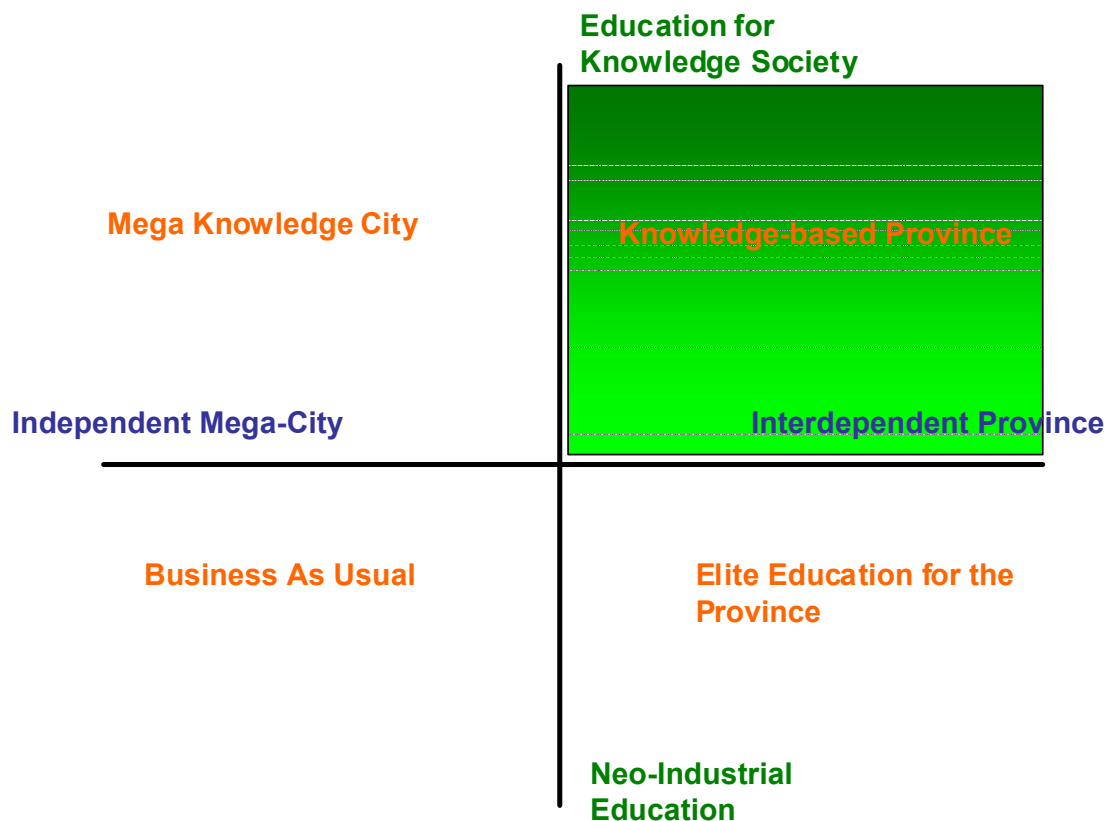 Education for
Knowledge Society
Mega Knowledge City
Knowledge-based Province
Independent Mega-City
Interdependent Province
Business As Usual
Elite Education for the
Province
Neo-Industrial
Education